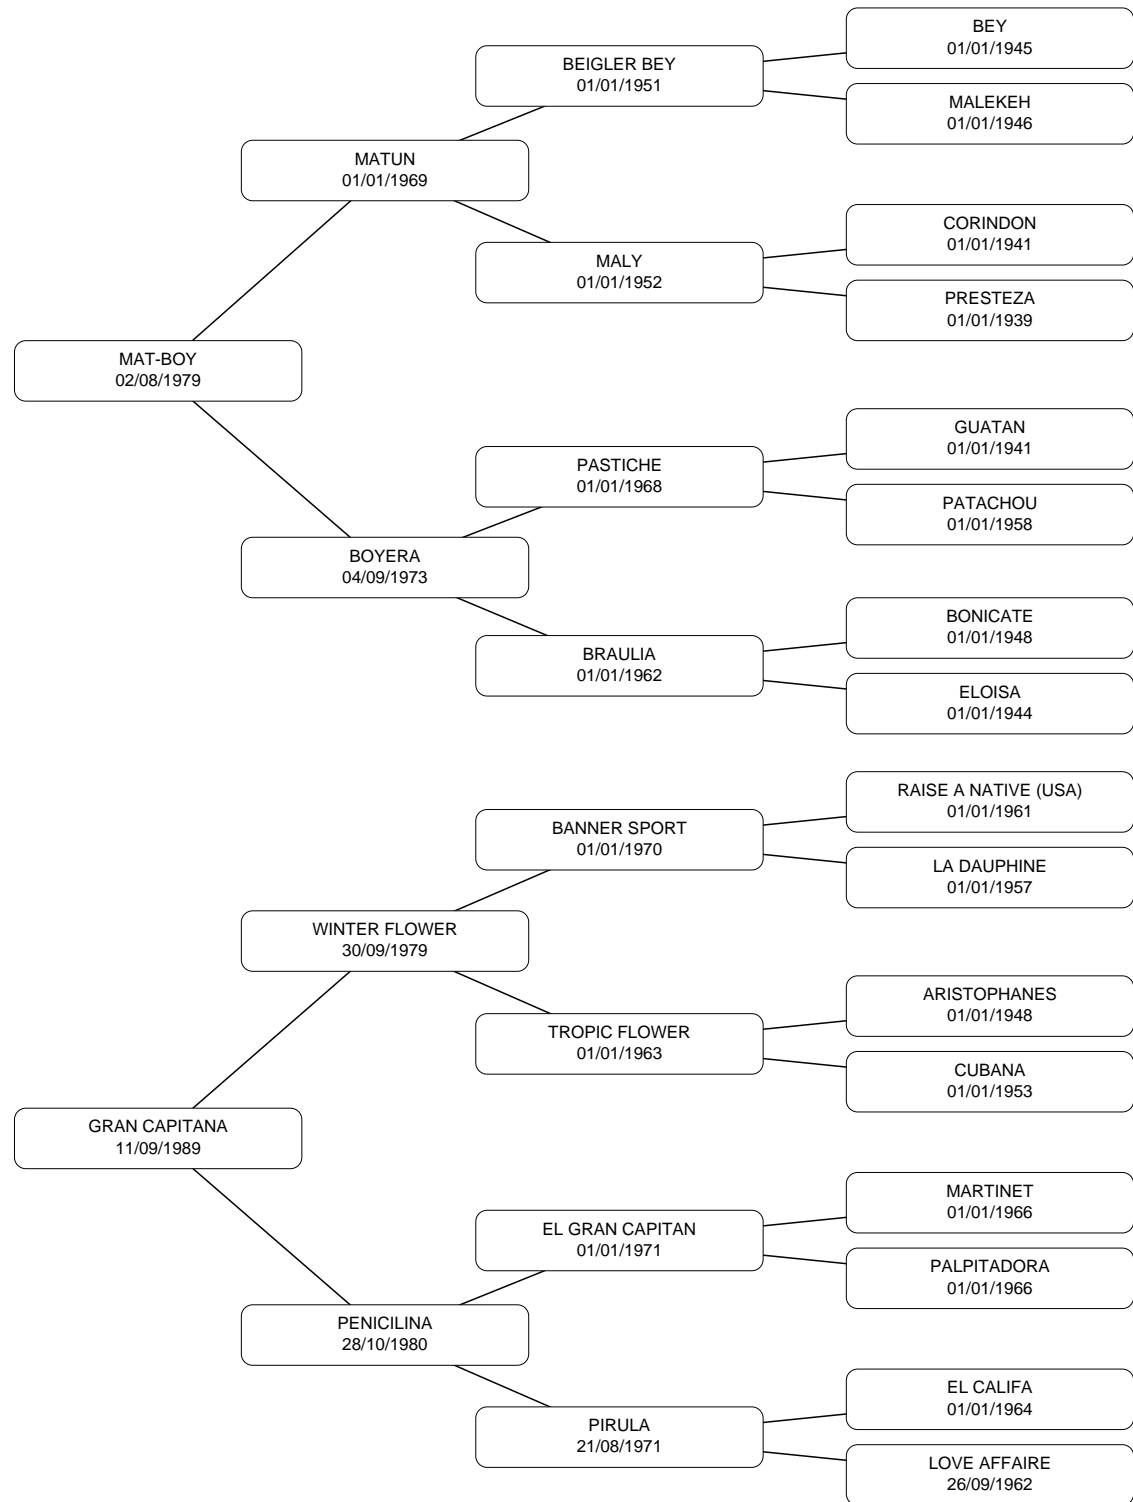 BEY
01/01/1945
BEIGLER BEY
01/01/1951
MALEKEH
01/01/1946
MATUN
01/01/1969
CORINDON
01/01/1941
MALY
01/01/1952
PRESTEZA
01/01/1939
MAT-BOY
02/08/1979
GUATAN
01/01/1941
PASTICHE
01/01/1968
PATACHOU
01/01/1958
BOYERA
04/09/1973
BONICATE
01/01/1948
BRAULIA
01/01/1962
ELOISA
01/01/1944
RAISE A NATIVE (USA)
01/01/1961
BANNER SPORT
01/01/1970
LA DAUPHINE
01/01/1957
WINTER FLOWER
30/09/1979
ARISTOPHANES
01/01/1948
TROPIC FLOWER
01/01/1963
CUBANA
01/01/1953
GRAN CAPITANA
11/09/1989
MARTINET
01/01/1966
EL GRAN CAPITAN
01/01/1971
PALPITADORA
01/01/1966
PENICILINA
28/10/1980
EL CALIFA
01/01/1964
PIRULA
21/08/1971
LOVE AFFAIRE
26/09/1962